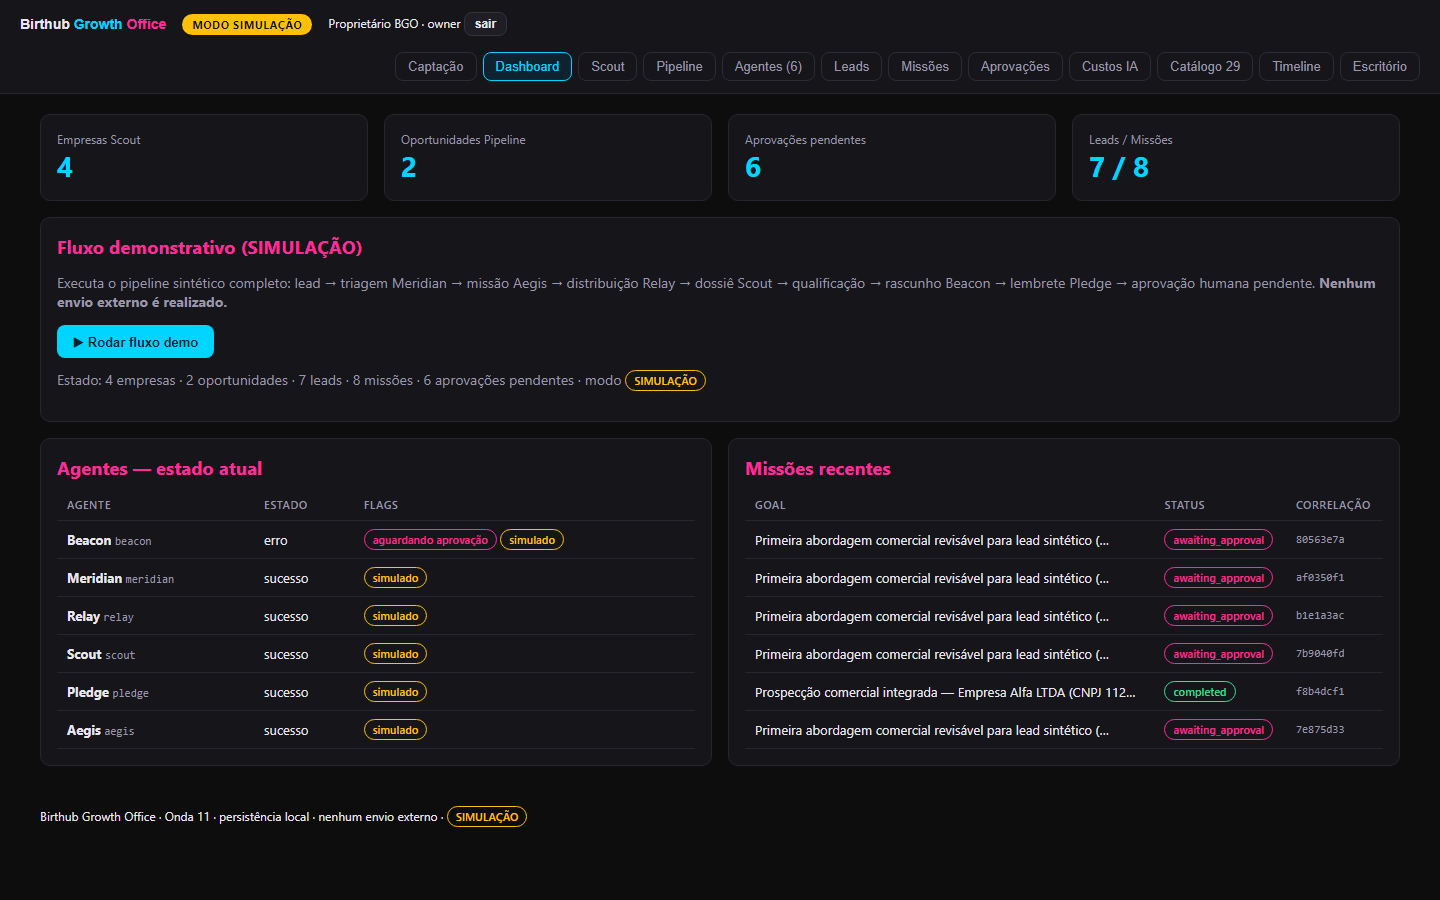 Birthub Growth Office MODO SIMULAÇÃO Proprietário BGO · owner sair
Captação Dashboard Scout Pipeline Agentes (6) Leads Missões Aprovações Custos IA Catálogo 29 Timeline Escritório
Empresas Scout
4
Oportunidades Pipeline
2
Aprovações pendentes
6
Leads / Missões
7 / 8
Fluxo demonstrativo (SIMULAÇÃO)
Executa o pipeline sintético completo: lead → triagem Meridian → missão Aegis → distribuição Relay → dossiê Scout → qualificação → rascunho Beacon → lembrete Pledge → aprovação humana pendente. Nenhum
envio externo é realizado.
▶ Rodar fluxo demo
Estado: 4 empresas · 2 oportunidades · 7 leads · 8 missões · 6 aprovações pendentes · modo SIMULAÇÃO
Agentes — estado atual
AGENTE ESTADO FLAGS
Beacon beacon erro aguardando aprovação simulado
Meridian meridian sucesso simulado
Relay relay sucesso simulado
Scout scout sucesso simulado
Pledge pledge sucesso simulado
Aegis aegis sucesso simulado
Missões recentes
GOAL STATUS CORRELAÇÃO
Primeira abordagem comercial revisável para lead sintético (... awaiting_approval 80563e7a
Primeira abordagem comercial revisável para lead sintético (... awaiting_approval af0350f1
Primeira abordagem comercial revisável para lead sintético (... awaiting_approval b1e1a3ac
Primeira abordagem comercial revisável para lead sintético (... awaiting_approval 7b9040fd
Prospecção comercial integrada — Empresa Alfa LTDA (CNPJ 112... completed f8b4dcf1
Primeira abordagem comercial revisável para lead sintético (... awaiting_approval 7e875d33
Birthub Growth Office · Onda 11 · persistência local · nenhum envio externo · SIMULAÇÃO